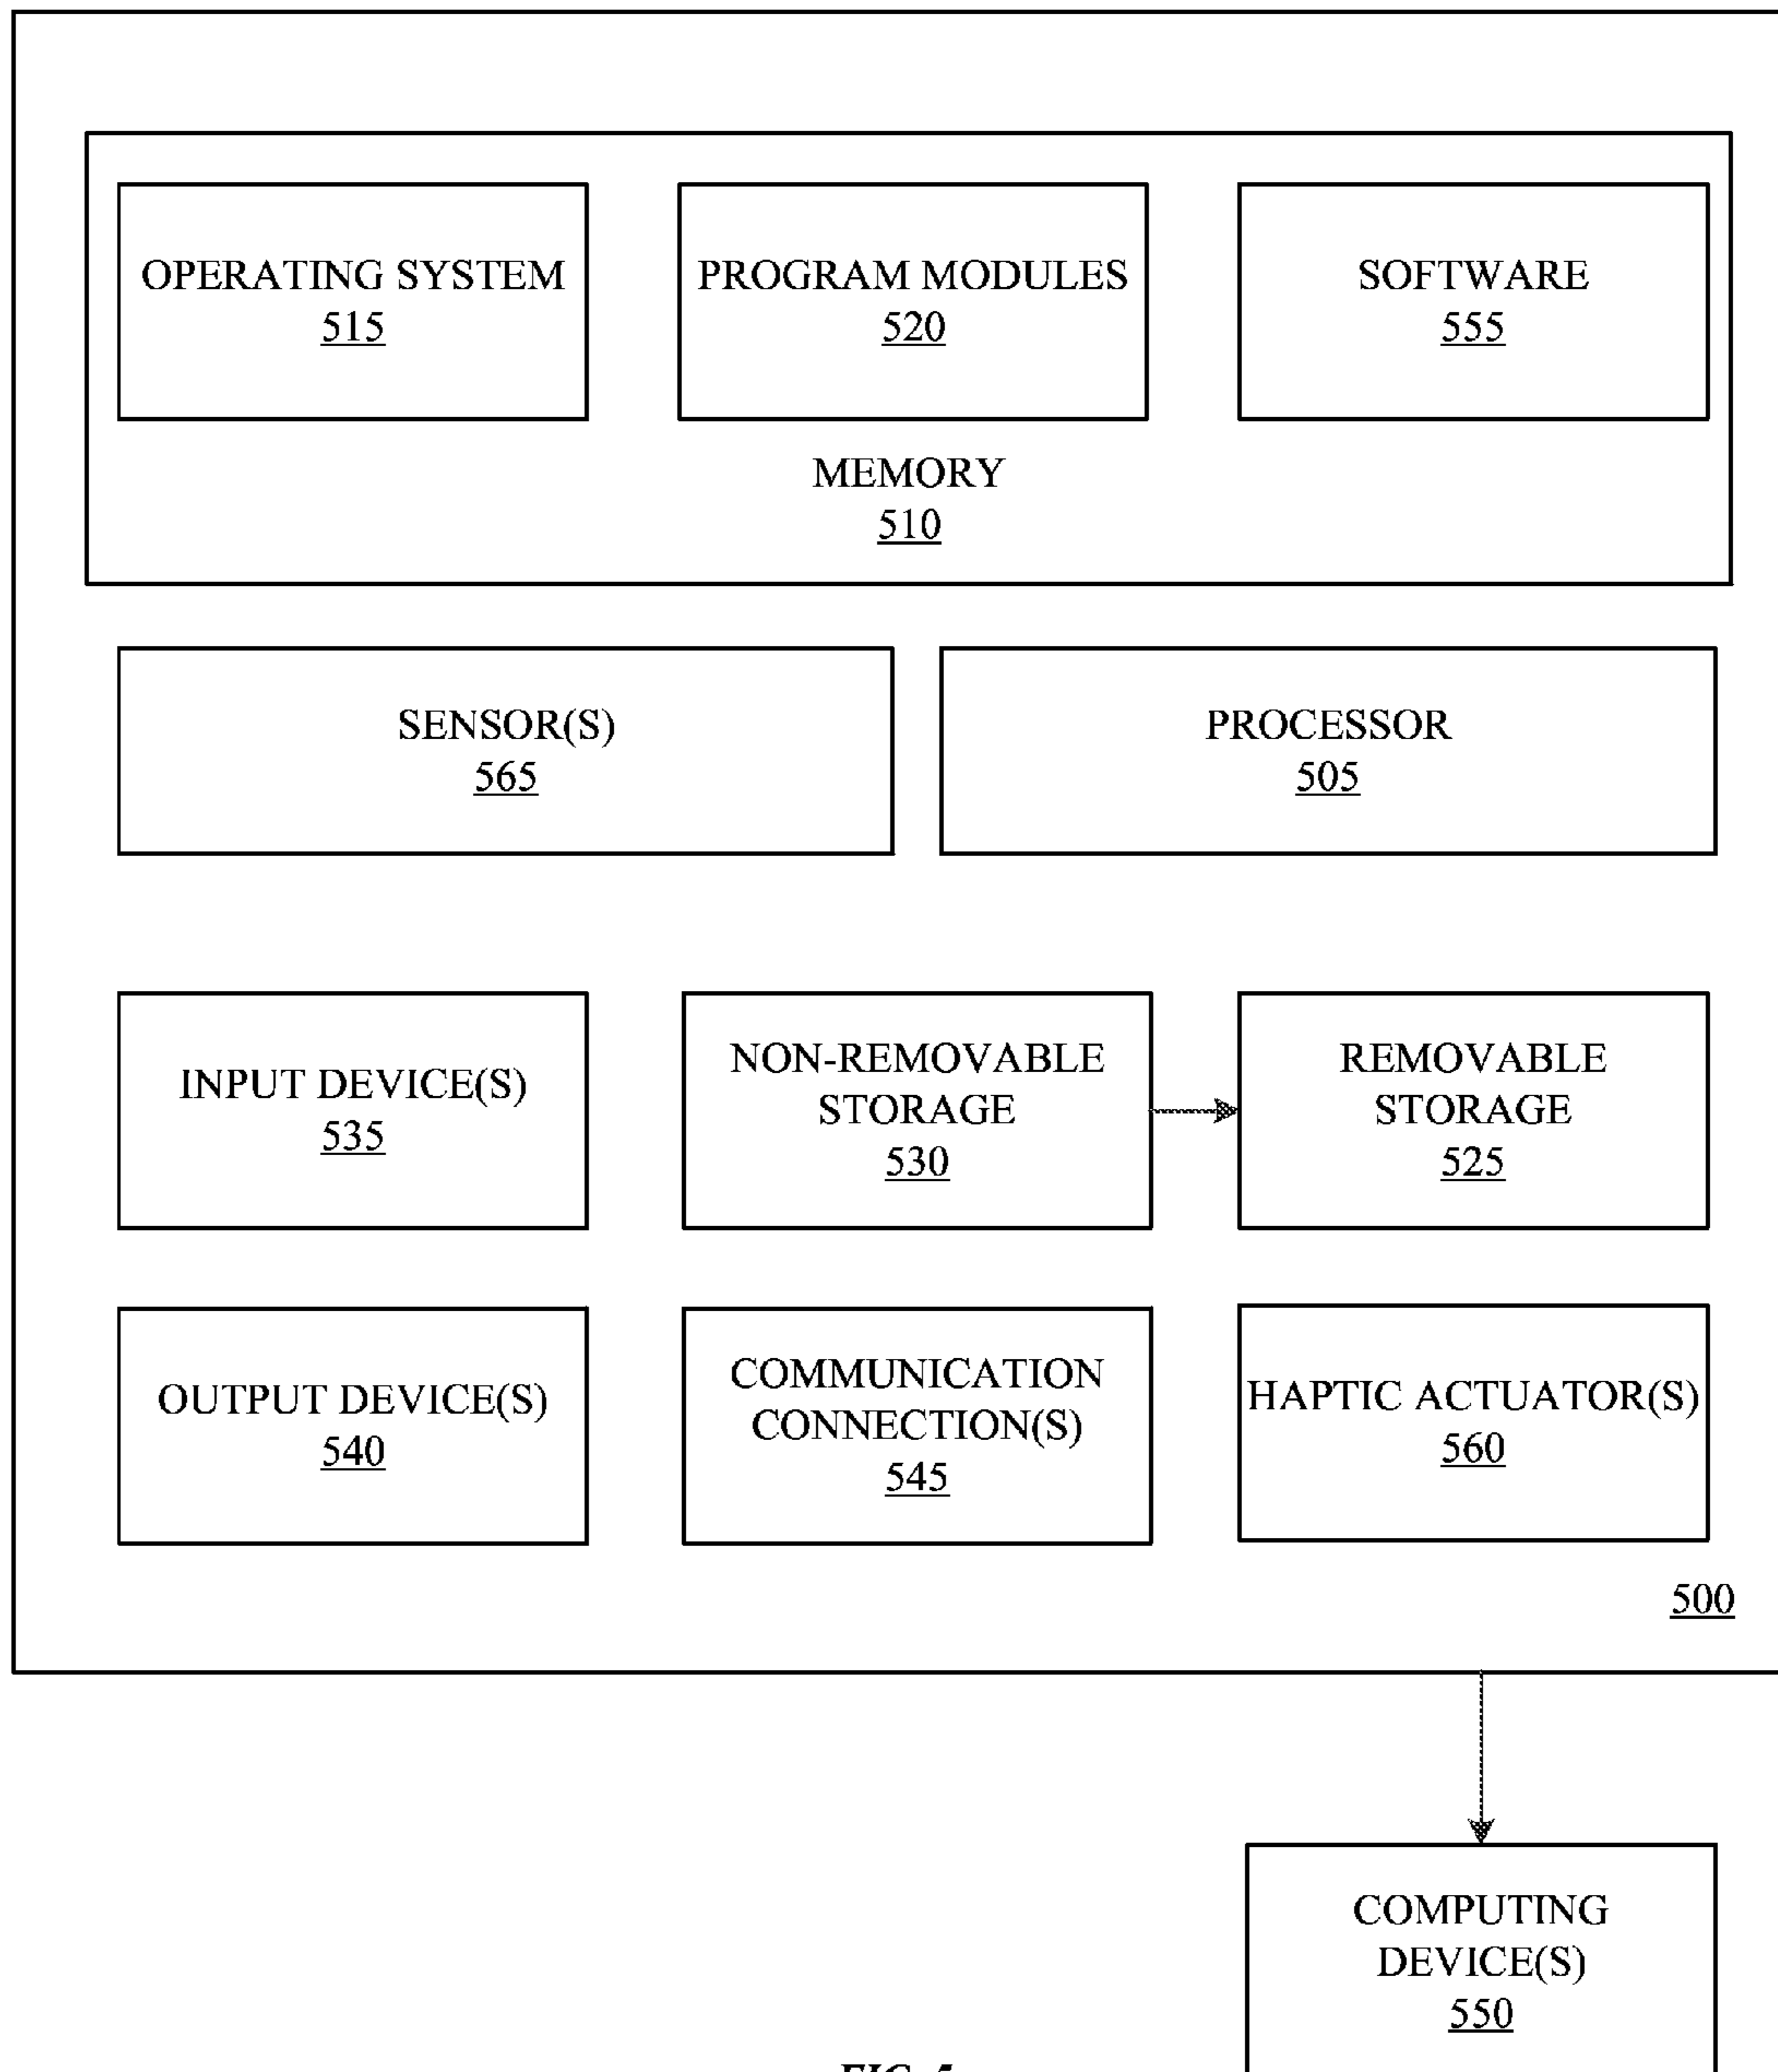 OPERATING SYSTEM
515
PROGRAM MODULES
520
SOFTWARE
555
MEMORY
510
SENSOR(S)
565
PROCESSOR
505
INPUT DEVICE(S)
535
NON-REMOVABLE
STORAGE
530
REMOVABLE
STORAGE
525
OUTPUT DEVICE(S)
540
COMMUNICATION
CONNECTION(S)
545
HAPTIC ACTUATOR(S)
560
500
COMPUTING
DEVICE(S)
550